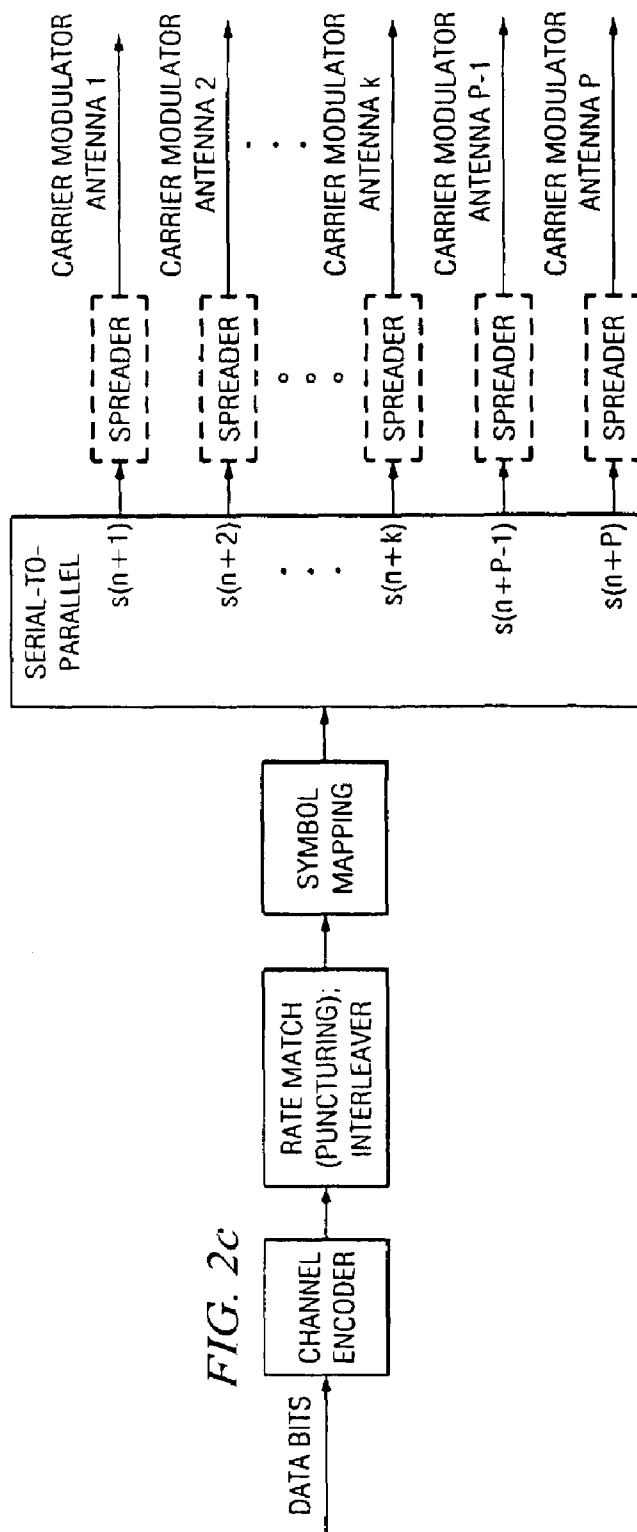 FIG. 2c
DATA BITS
CHANNEL
ENCODER
RATE MATCH
(PUNCTURING);
INTERLEAVER
SYMBOL
MAPPING
SERIAL-TO-
PARALLEL
s(n+1)
SPREADER
CARRIER MODULATOR
ANTENNA 1
s(n+2)
SPREADER
CARRIER MODULATOR
ANTENNA 2
s(n+k)
SPREADER
CARRIER MODULATOR
ANTENNA k
s(n+P-1)
SPREADER
CARRIER MODULATOR
ANTENNA P-1
s(n+P)
SPREADER
CARRIER MODULATOR
ANTENNA P